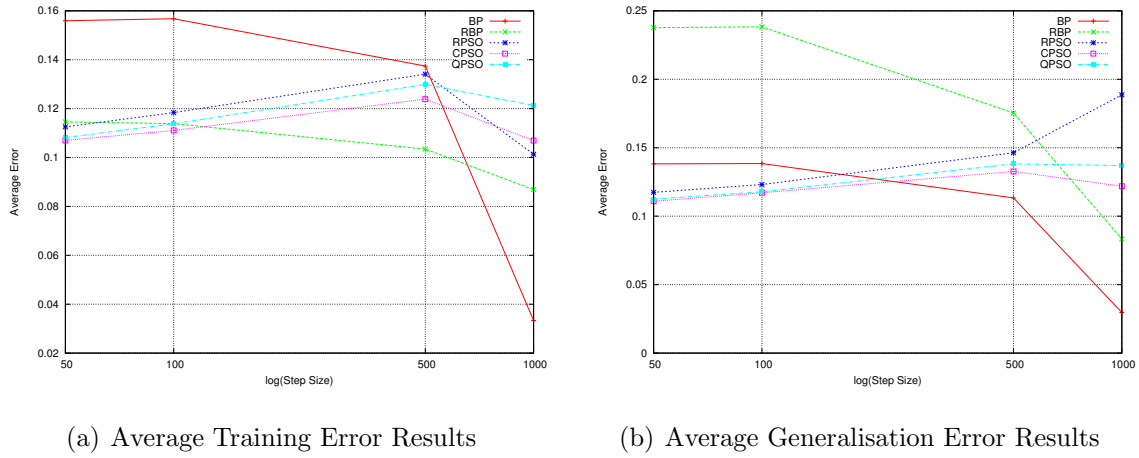 0.16
0.14
0.12
0.1
0.08
0.06
0.04
0.02
50
100
500
1000
Average Error
log(Step Size)
BP
RBP
RPSO
CPSO
QPSO
(a) Average Training Error Results
0.25
0.2
0.15
0.1
0.05
0
50
100
500
1000
Average Error
log(Step Size)
BP
RBP
RPSO
CPSO
QPSO
(b) Average Generalisation Error Results